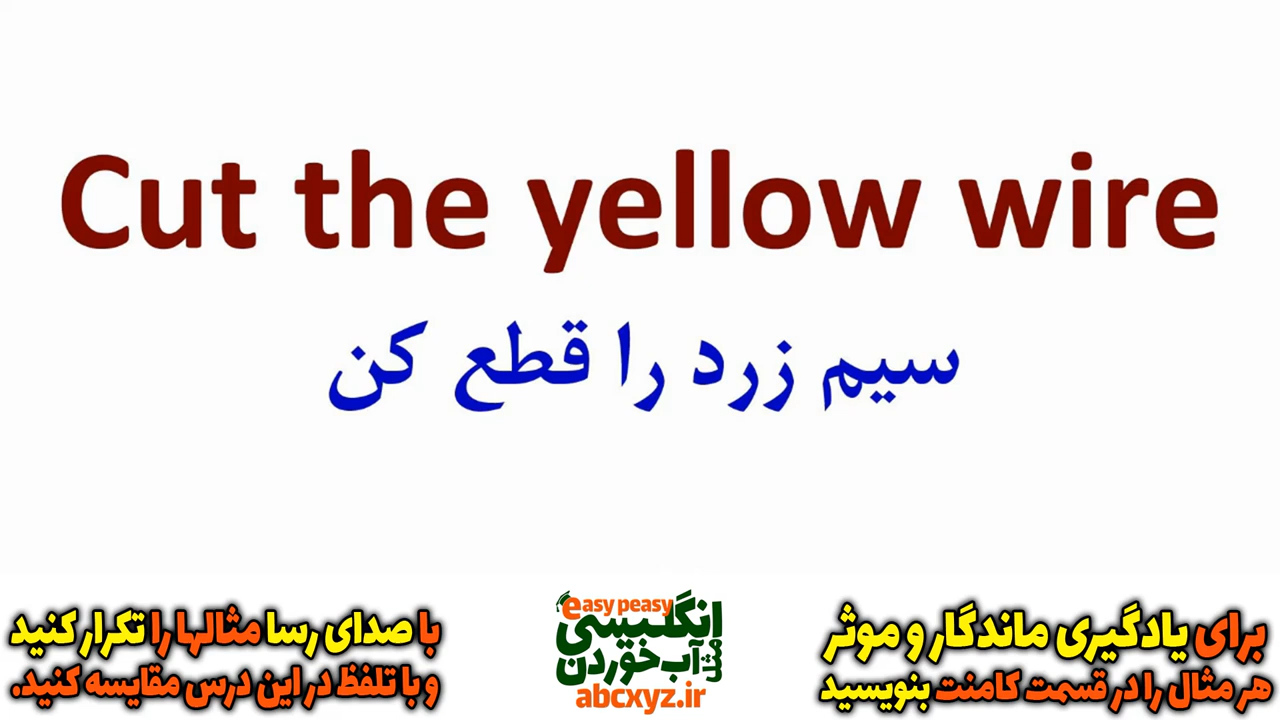 Cut the yellow wire
سیم زرد را قطع کن
برای یادگیری ماندگار و موثر
هر مثال را در قسمت کامنت بنویسید
easy peasy
انگلیسی
مثل آب خوردن
abcxyz.ir
با صدای رسا مثالها را تکرار کنید
و با تلفظ در این درس مقایسه کنید.